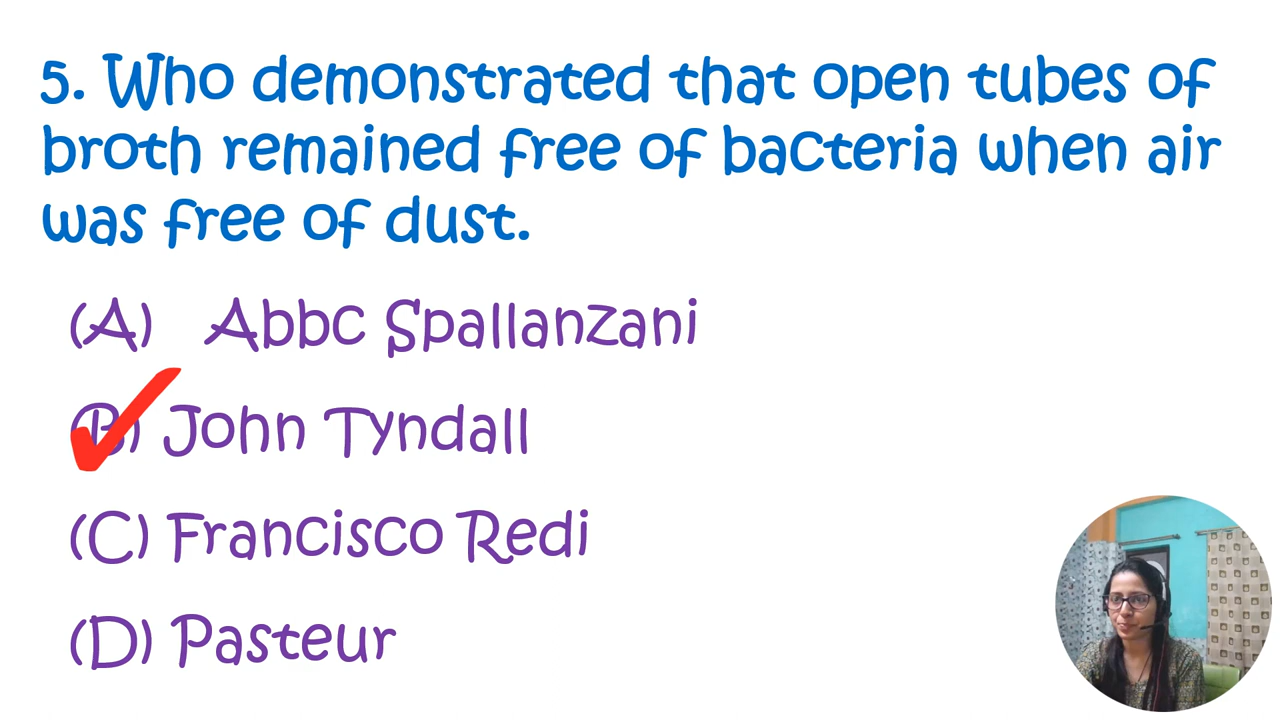 5. Who demonstrated that open tubes of
broth remained free of bacteria when air
was free of dust.
(A) Abbc Spallanzani
(B) John Tyndall
(C) Francisco Redi
(D) Pasteur